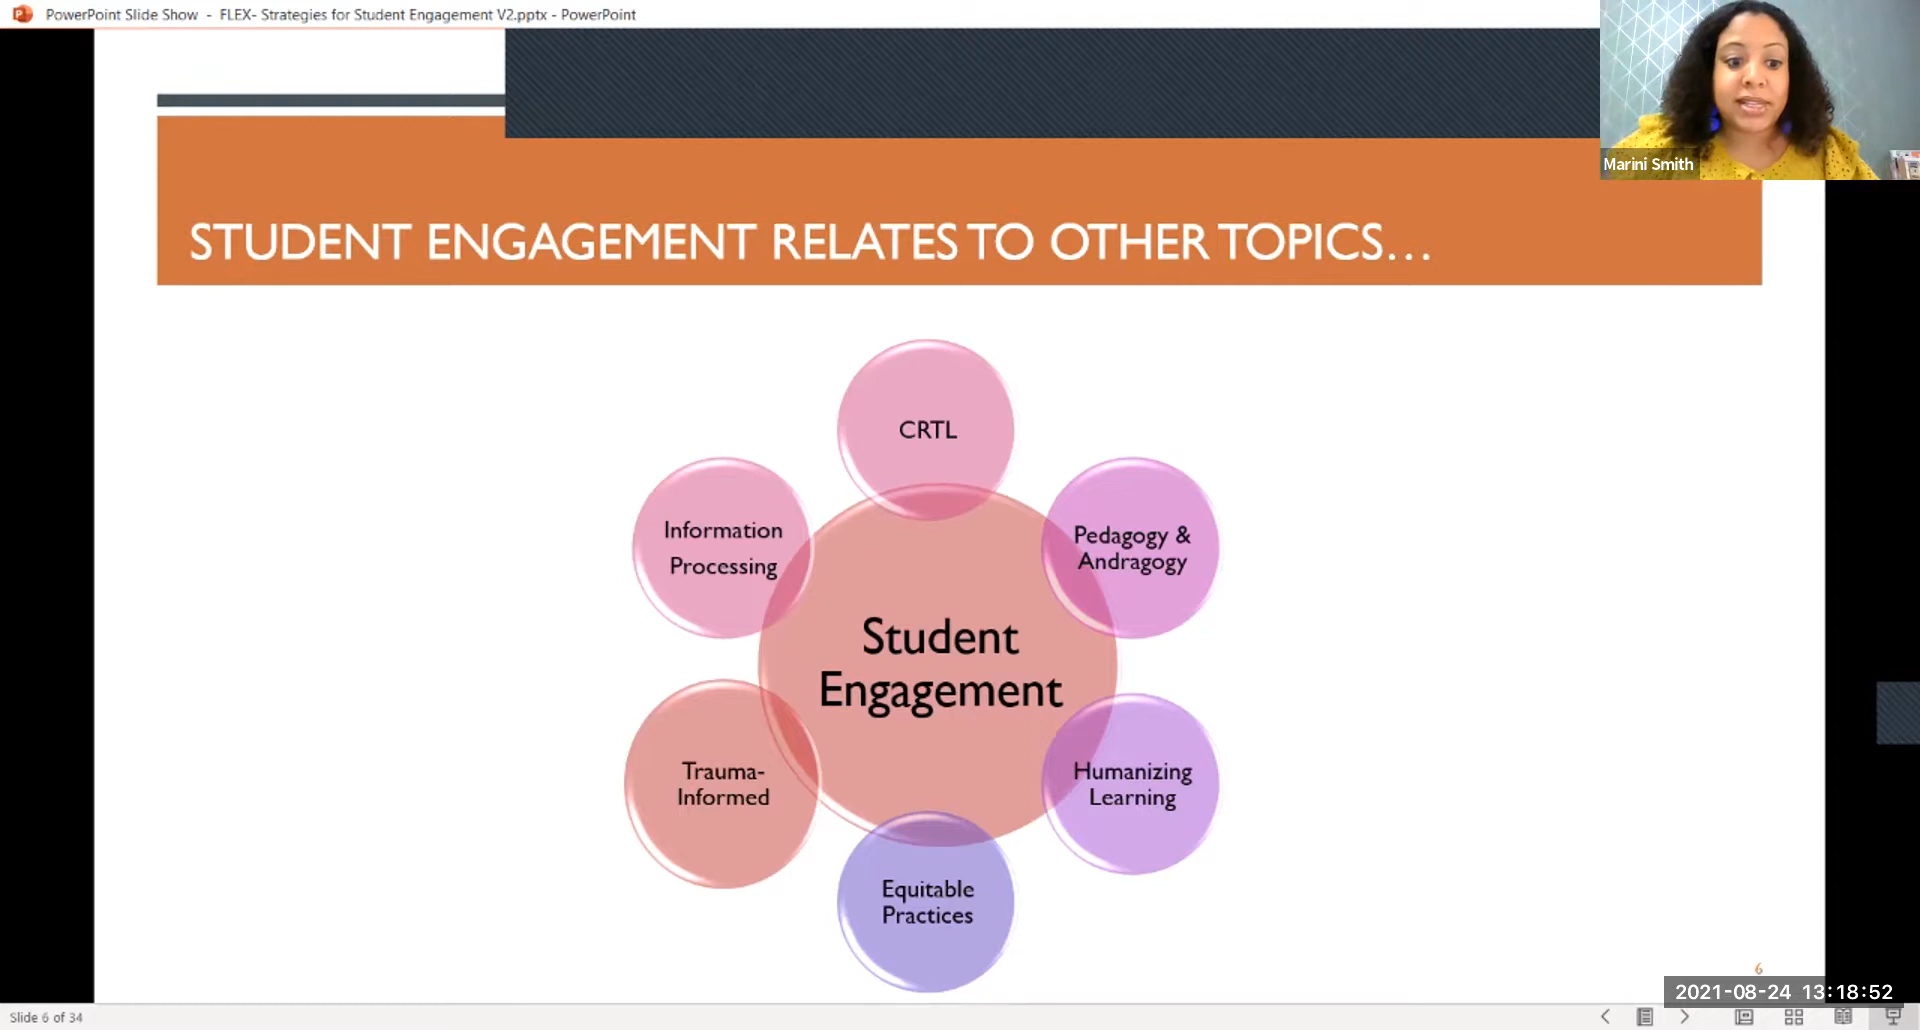 PowerPoint Slide Show - FLEX- Strategies for Student Engagement V2.pptx - PowerPoint
Marini Smith
STUDENT ENGAGEMENT RELATES TO OTHER TOPICS...
CRTL
Information
Processing
Pedagogy &
Andragogy
Student
Engagement
Trauma-
Informed
Humanizing
Learning
Equitable
Practices
6
2021-08-24 13:18:52
Slide 6 of 34